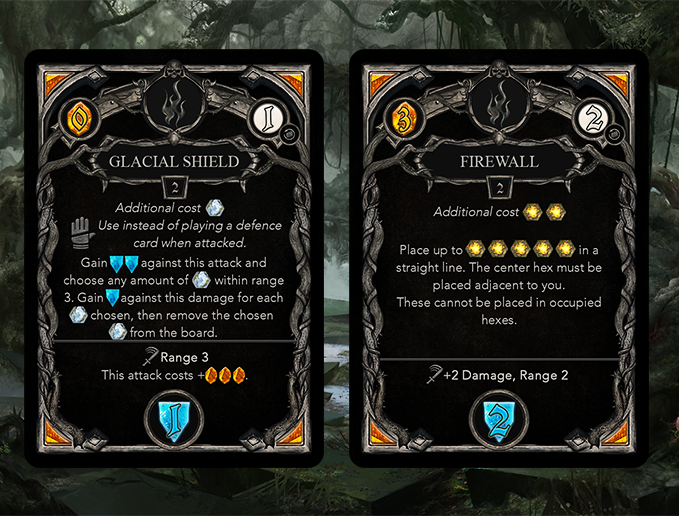 0
1
GLACIAL SHIELD
2
Additional cost
Use instead of playing a defence
card when attacked.
Gain against this attack and
choose any amount of within range
3. Gain against this damage for each
chosen, then remove the chosen
from the board.
Range 3
This attack costs + .
1
3
2
FIREWALL
2
Additional cost
Place up to in a
straight line. The center hex must be
placed adjacent to you.
These cannot be placed in occupied
hexes.
+2 Damage, Range 2
2